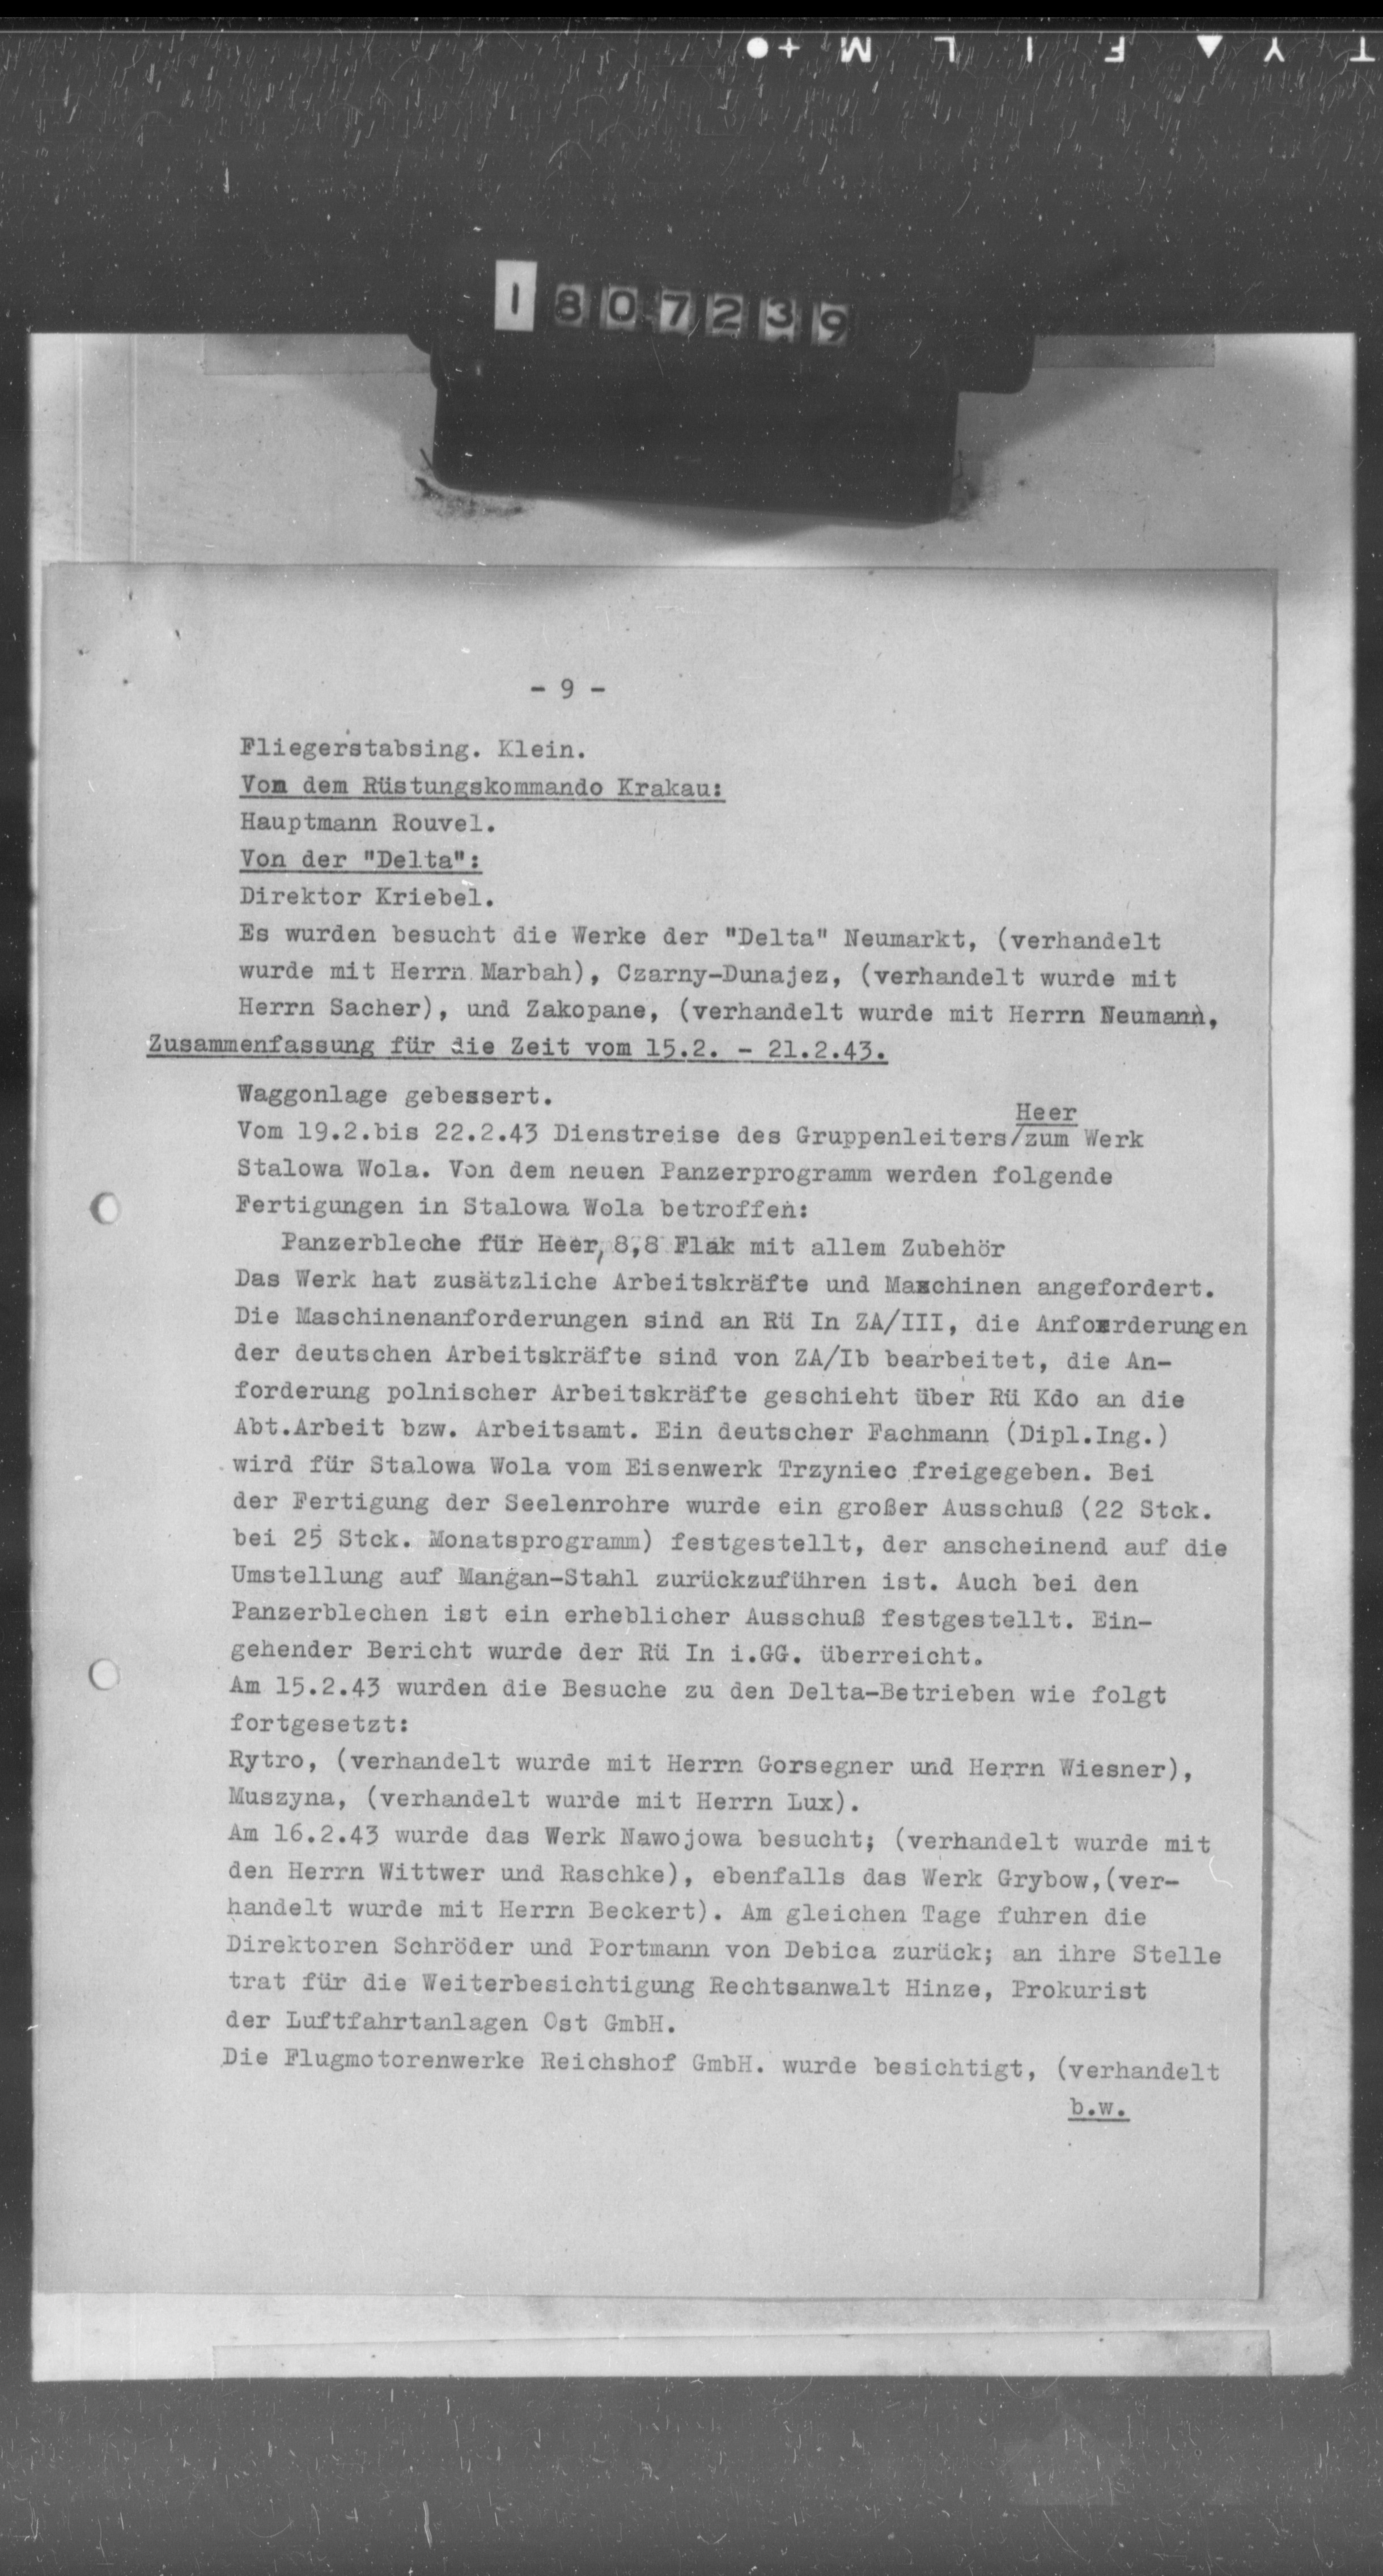 1807239
- 9 -
Fliegerstabsing. Klein.
Von dem Rüstungskommando Krakau:
Hauptmann Rouvel.
Von der "Delta":
Direktor Kriebel.
Es wurden besucht die Werke der "Delta" Neumarkt, (verhandelt
wurde mit Herrn Marbah), Czarny-Dunajez, (verhandelt wurde mit
Herrn Sacher), und Zakopane, (verhandelt wurde mit Herrn Neumann,
Zusammenfassung für die Zeit vom 15.2. - 21.2.43.
Waggonlage gebessert.
Heer
Vom 19.2.bis 22.2.43 Dienstreise des Gruppenleiters/zum Werk
Stalowa Wola. Von dem neuen Panzerprogramm werden folgende
Fertigungen in Stalowa Wola betroffen:
Panzerbleche für Heer, 8,8 Flak mit allem Zubehör
Das Werk hat zusätzliche Arbeitskräfte und Maschinen angefordert.
Die Maschinenanforderungen sind an Rü In ZA/III, die Anforderungen
der deutschen Arbeitskräfte sind von ZA/Ib bearbeitet, die An-
forderung polnischer Arbeitskräfte geschieht über Rü Kdo an die
Abt.Arbeit bzw. Arbeitsamt. Ein deutscher Fachmann (Dipl.Ing.)
wird für Stalowa Wola vom Eisenwerk Trzyniec freigegeben. Bei
der Fertigung der Seelenrohre wurde ein großer Ausschuß (22 Stck.
bei 25 Stck. Monatsprogramm) festgestellt, der anscheinend auf die
Umstellung auf Mangan-Stahl zurückzuführen ist. Auch bei den
Panzerblechen ist ein erheblicher Ausschuß festgestellt. Ein-
gehender Bericht wurde der Rü In i.GG. überreicht.
Am 15.2.43 wurden die Besuche zu den Delta-Betrieben wie folgt
fortgesetzt:
Rytro, (verhandelt wurde mit Herrn Gorsegner und Herrn Wiesner),
Muszyna, (verhandelt wurde mit Herrn Lux).
Am 16.2.43 wurde das Werk Nawojowa besucht; (verhandelt wurde mit
den Herrn Wittwer und Raschke), ebenfalls das Werk Grybow,(ver-
handelt wurde mit Herrn Beckert). Am gleichen Tage fuhren die
Direktoren Schröder und Portmann von Debica zurück; an ihre Stelle
trat für die Weiterbesichtigung Rechtsanwalt Hinze, Prokurist
der Luftfahrtanlagen Ost GmbH.
Die Flugmotorenwerke Reichshof GmbH. wurde besichtigt, (verhandelt
b.w.